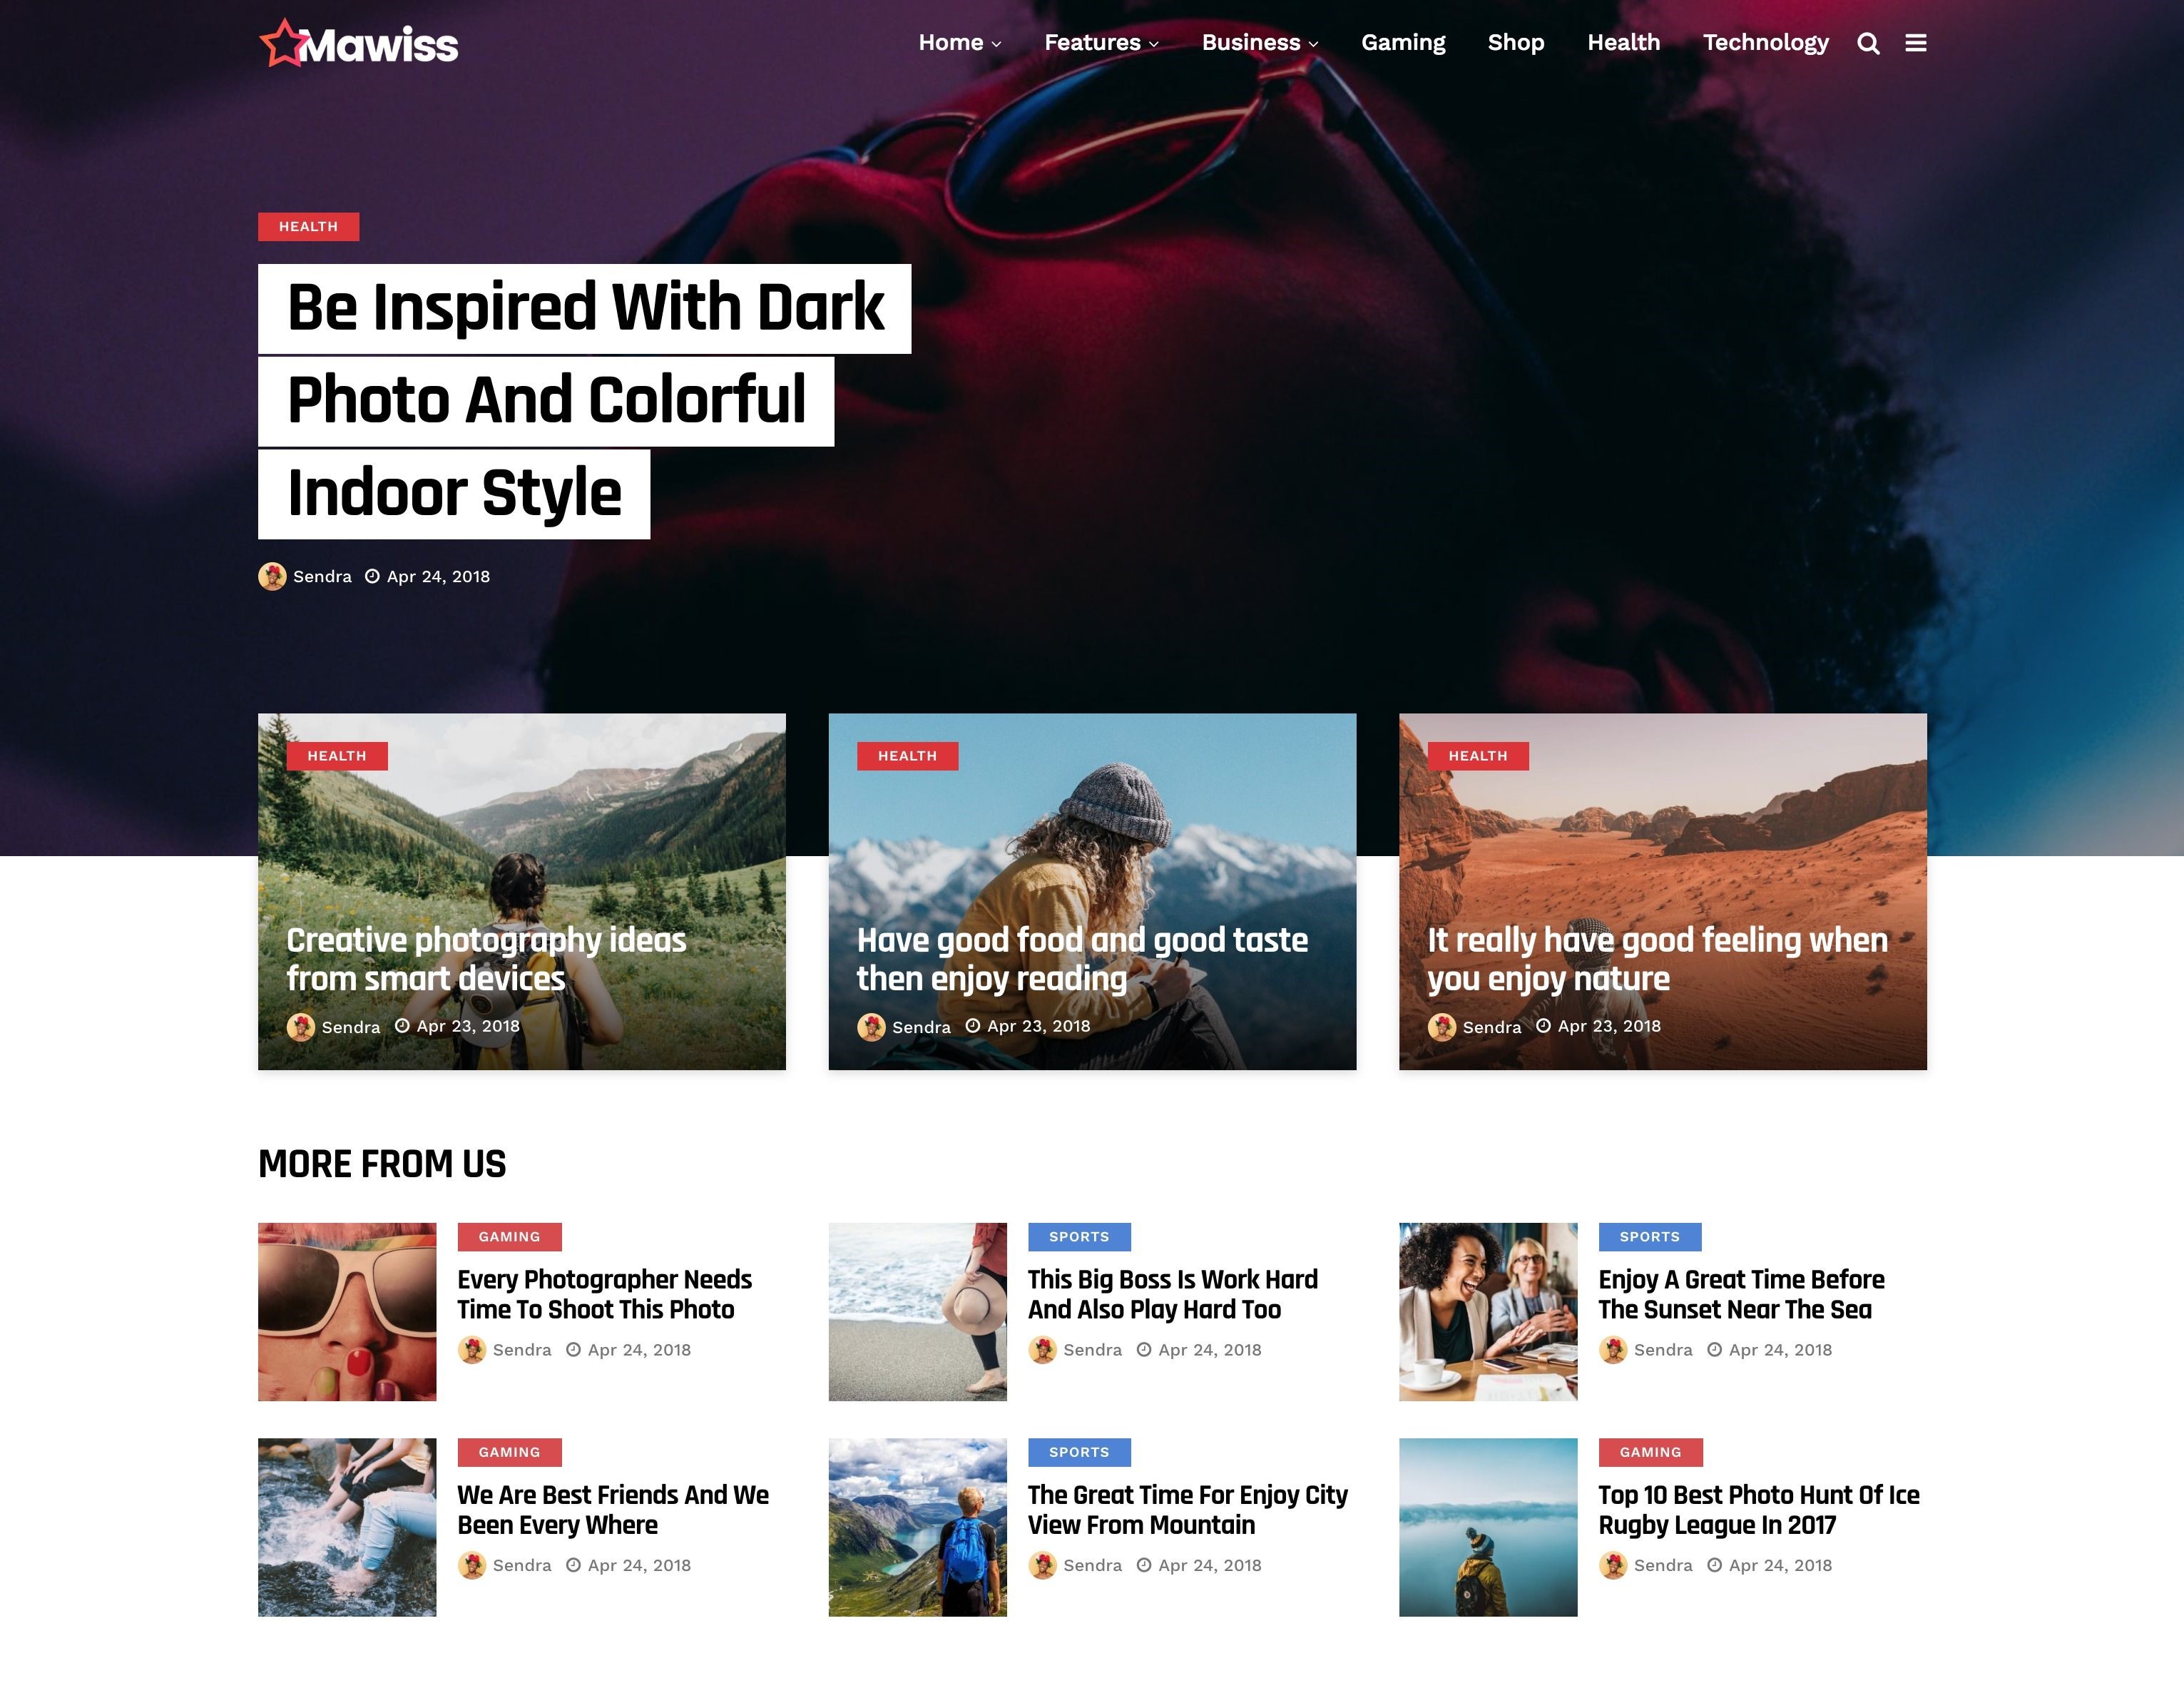 Mawiss
Home Features Business Gaming Shop Health Technology
HEALTH
Be Inspired With Dark
Photo And Colorful
Indoor Style
Sendra Apr 24, 2018
HEALTH
Creative photography ideas
from smart devices
Sendra Apr 23, 2018
HEALTH
Have good food and good taste
then enjoy reading
Sendra Apr 23, 2018
HEALTH
It really have good feeling when
you enjoy nature
Sendra Apr 23, 2018
MORE FROM US
GAMING
Every Photographer Needs
Time To Shoot This Photo
Sendra Apr 24, 2018
SPORTS
This Big Boss Is Work Hard
And Also Play Hard Too
Sendra Apr 24, 2018
SPORTS
Enjoy A Great Time Before
The Sunset Near The Sea
Sendra Apr 24, 2018
GAMING
We Are Best Friends And We
Been Every Where
Sendra Apr 24, 2018
SPORTS
The Great Time For Enjoy City
View From Mountain
Sendra Apr 24, 2018
GAMING
Top 10 Best Photo Hunt Of Ice
Rugby League In 2017
Sendra Apr 24, 2018